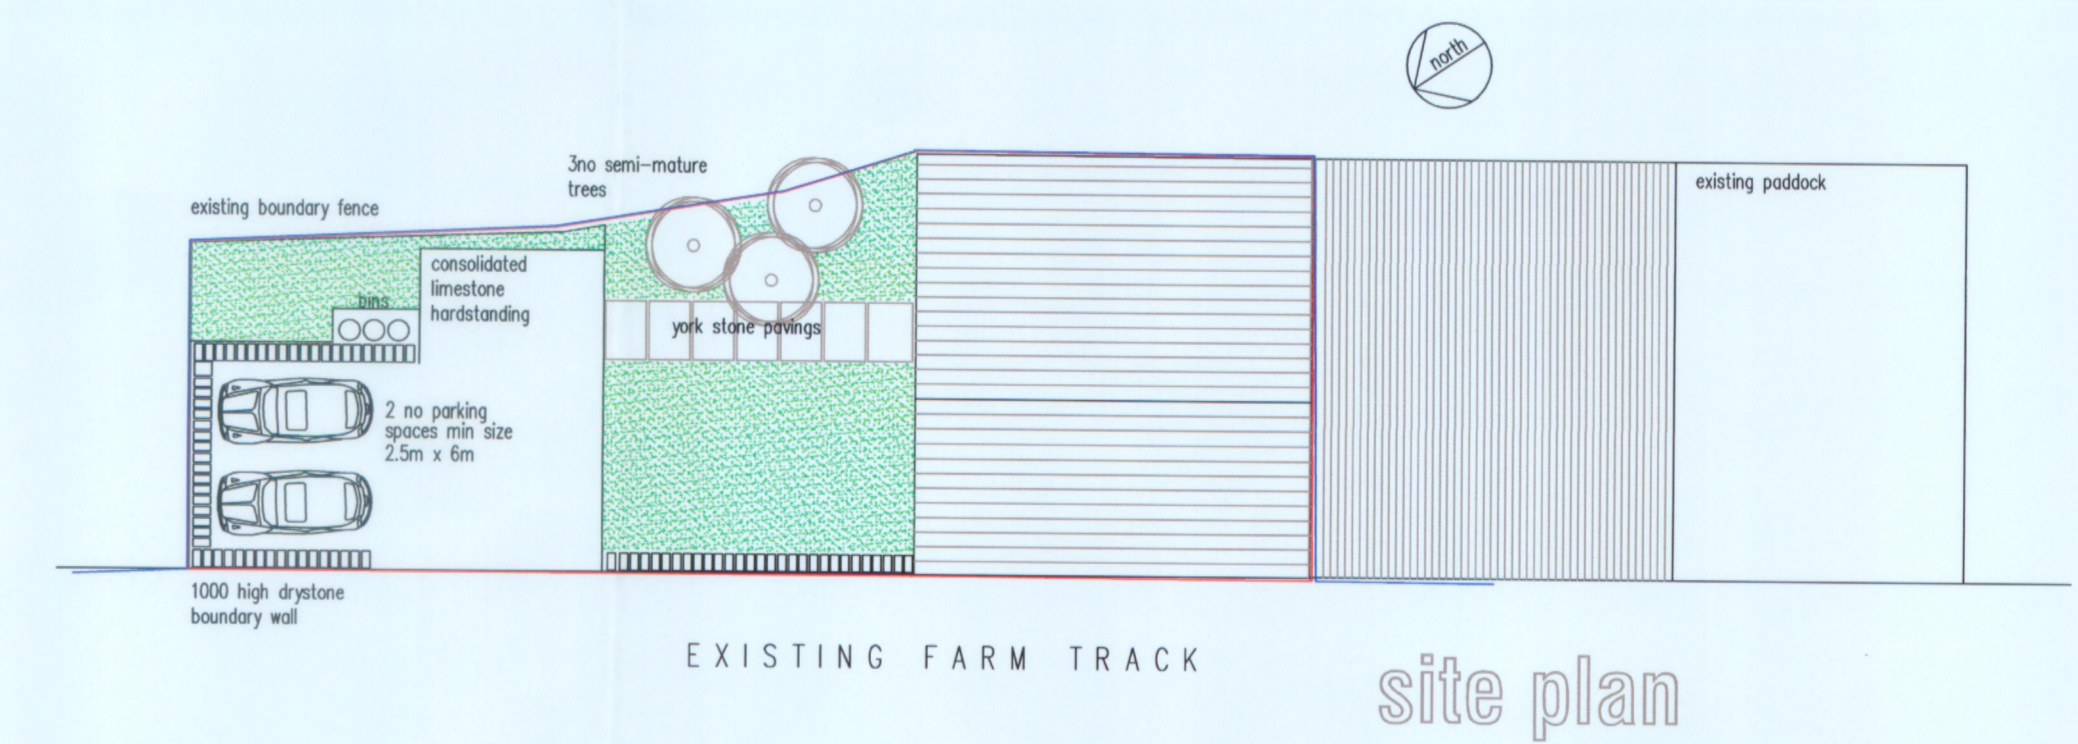 north
3no semi-mature
trees
existing boundary fence
existing paddock
consolidated
limestone
hardstanding
bins
york stone pavings
2 no parking
spaces min size
2.5m x 6m
1000 high drystone
boundary wall
EXISTING FARM TRACK
site plan